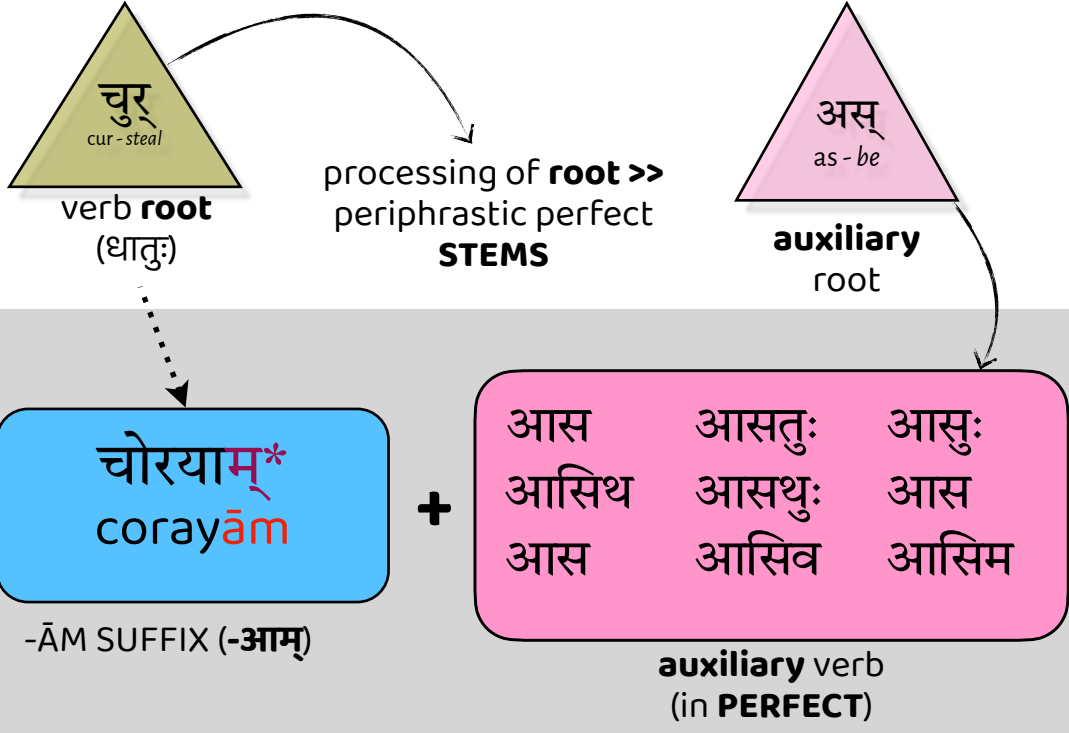 चुर्
cur - steal
verb root
(धातुः)
processing of root >>
periphrastic perfect
STEMS
अस्
as - be
auxiliary
root
चोरयाम्*
corayām
-ĀM SUFFIX (-आम्)
+
आस आसतुः आसुः
आसिथ आसथुः आस
आस आसिव आसिम
auxiliary verb
(in PERFECT)